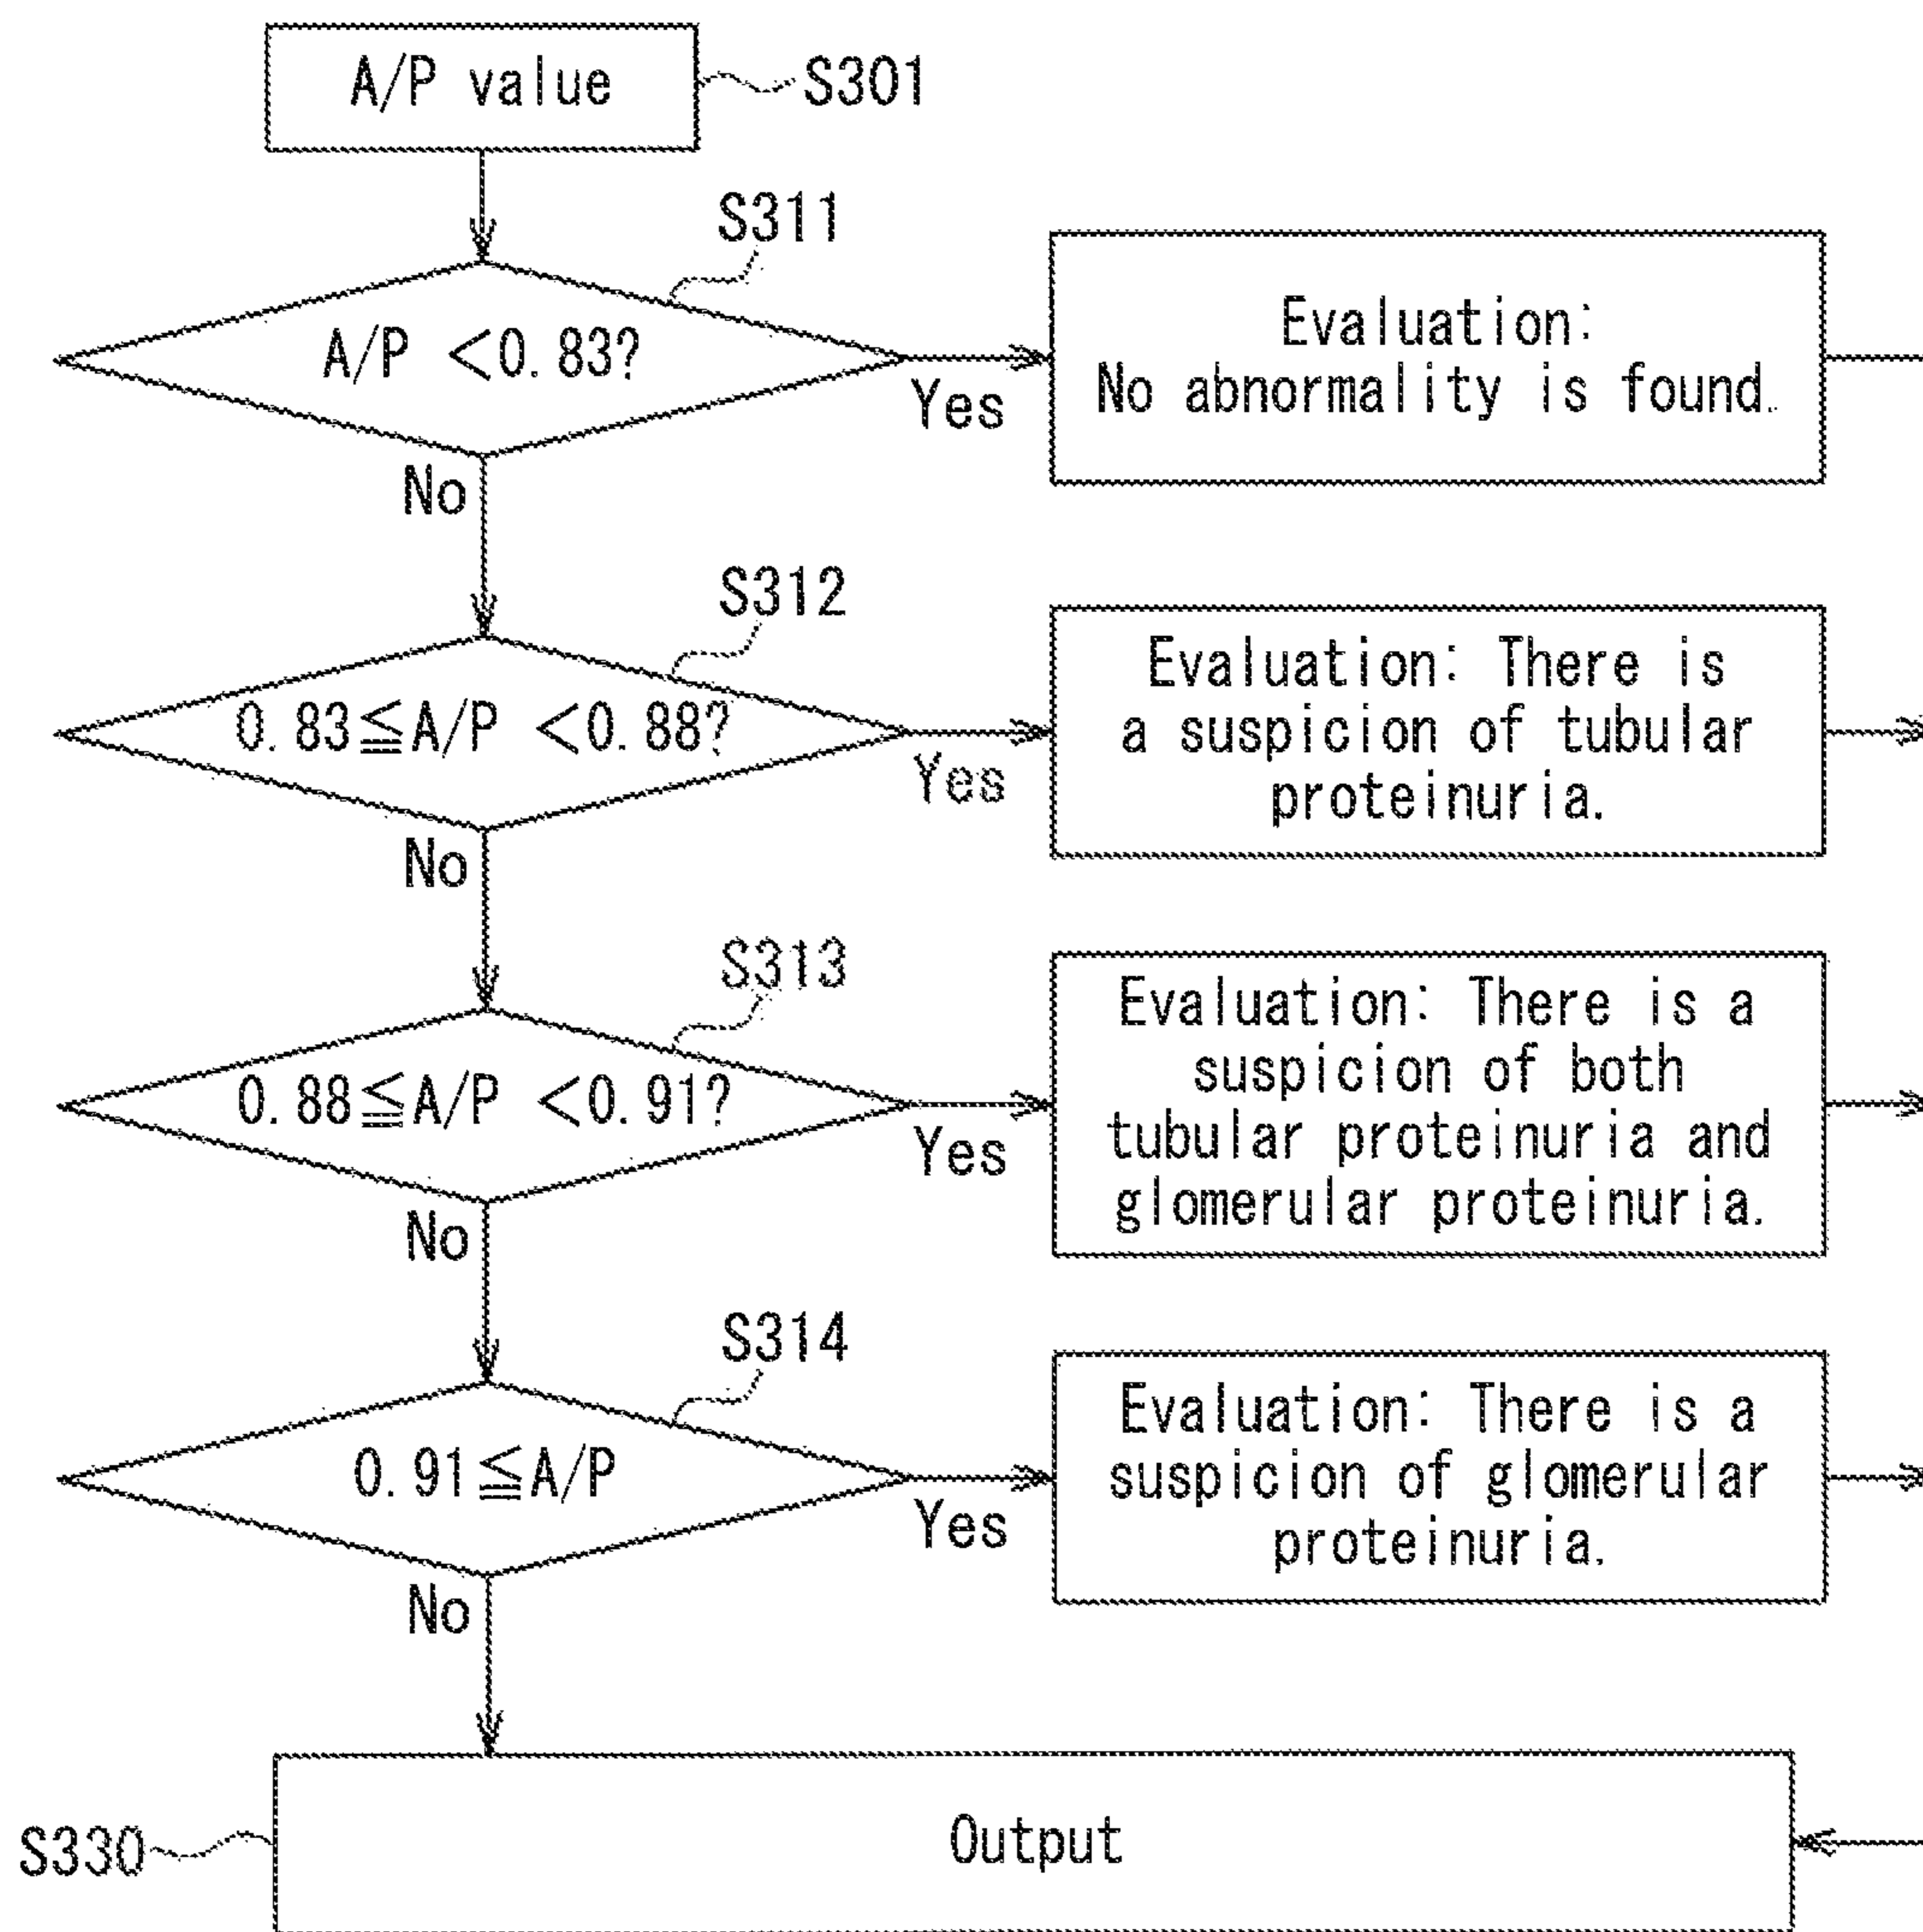 A/P value
S301
S311
A/P <0.83?
Yes
No
Evaluation:
No abnormality is found.
S312
0.83≦A/P <0.88?
Yes
No
Evaluation: There is
a suspicion of tubular
proteinuria.
S313
0.88≦A/P <0.91?
Yes
No
Evaluation: There is a
suspicion of both
tubular proteinuria and
glomerular proteinuria.
S314
0.91≦A/P
Yes
No
Evaluation: There is a
suspicion of glomerular
proteinuria.
S330
Output